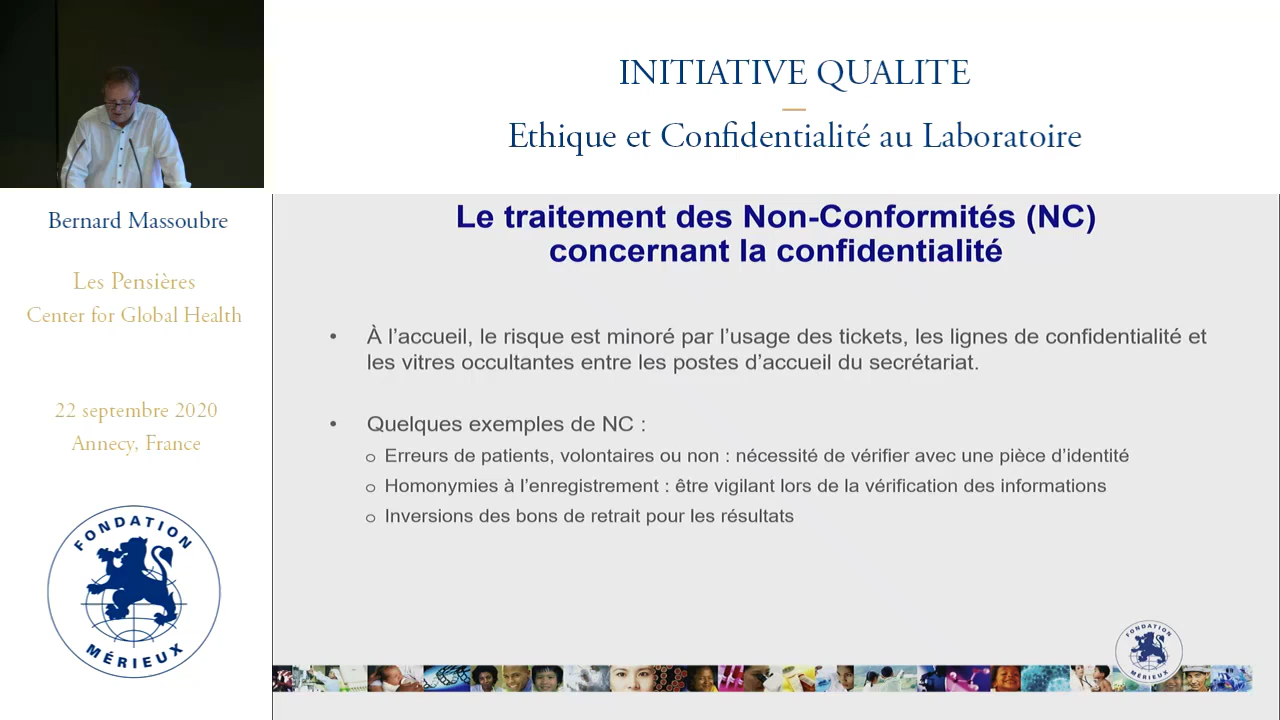 INITIATIVE QUALITE
Ethique et Confidentialité au Laboratoire
Bernard Massoubre
Les Pensières
Center for Global Health
22 septembre 2020
Annecy, France
FONDATION
MÉRIEUX
Le traitement des Non-Conformités (NC)
concernant la confidentialité
• À l’accueil, le risque est minoré par l’usage des tickets, les lignes de confidentialité et
les vitres occultantes entre les postes d’accueil du secrétariat.
• Quelques exemples de NC :
o Erreurs de patients, volontaires ou non : nécessité de vérifier avec une pièce d’identité
o Homonymies à l’enregistrement : être vigilant lors de la vérification des informations
o Inversions des bons de retrait pour les résultats
FONDATION
MÉRIEUX